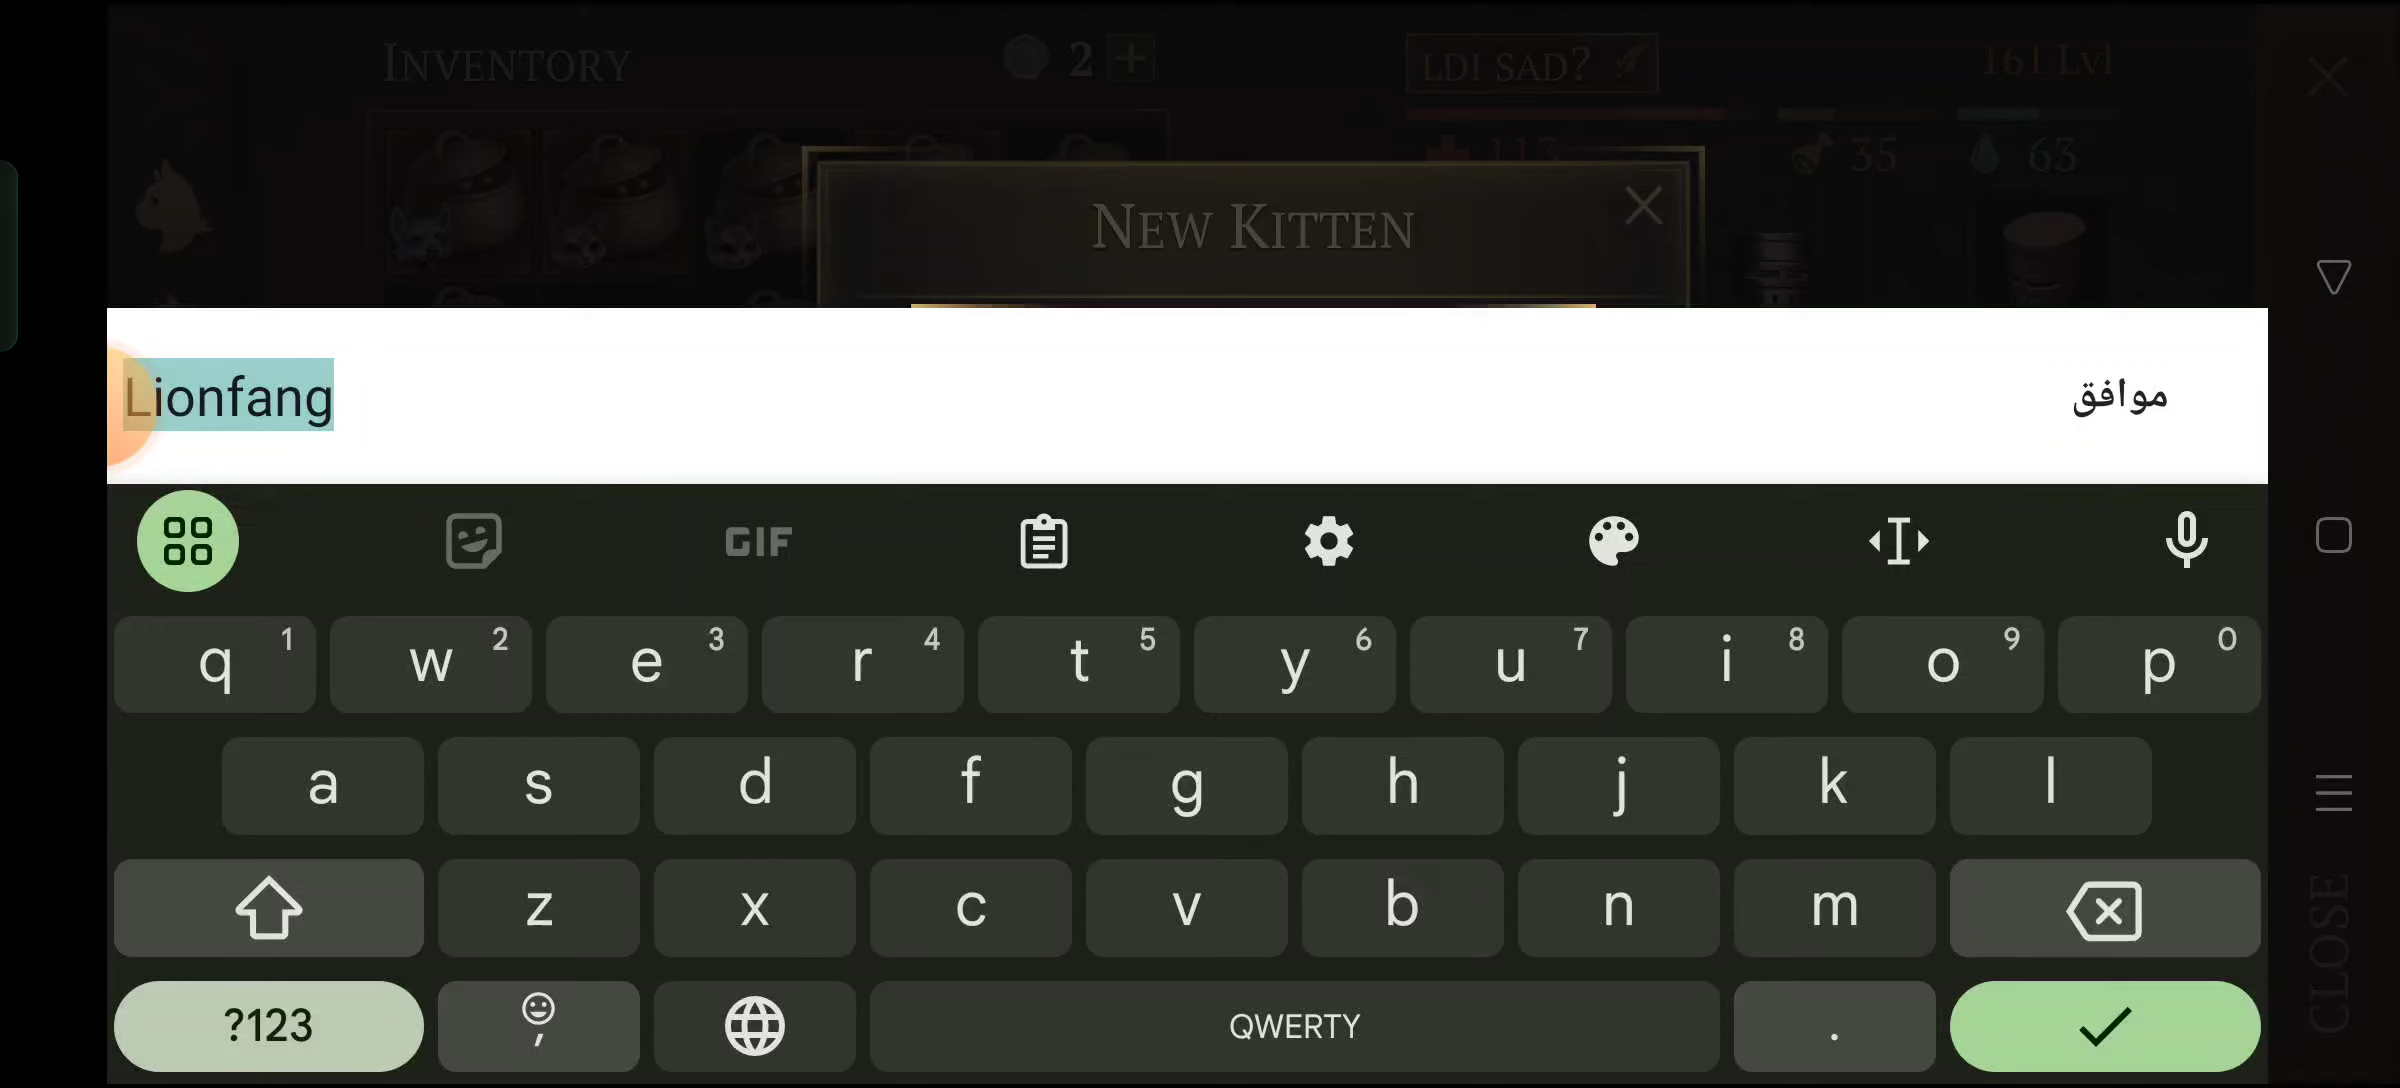 INVENTORY
2
LDI SAD?
161 Lvl
113
35
63
NEW KITTEN
Lionfang
موافق
GIF
q 1 w 2 e 3 r 4 t 5 y 6 u 7 i 8 o 9 p 0
a s d f g h j k l
z x c v b n m
?123 , QWERTY .
CLOSE